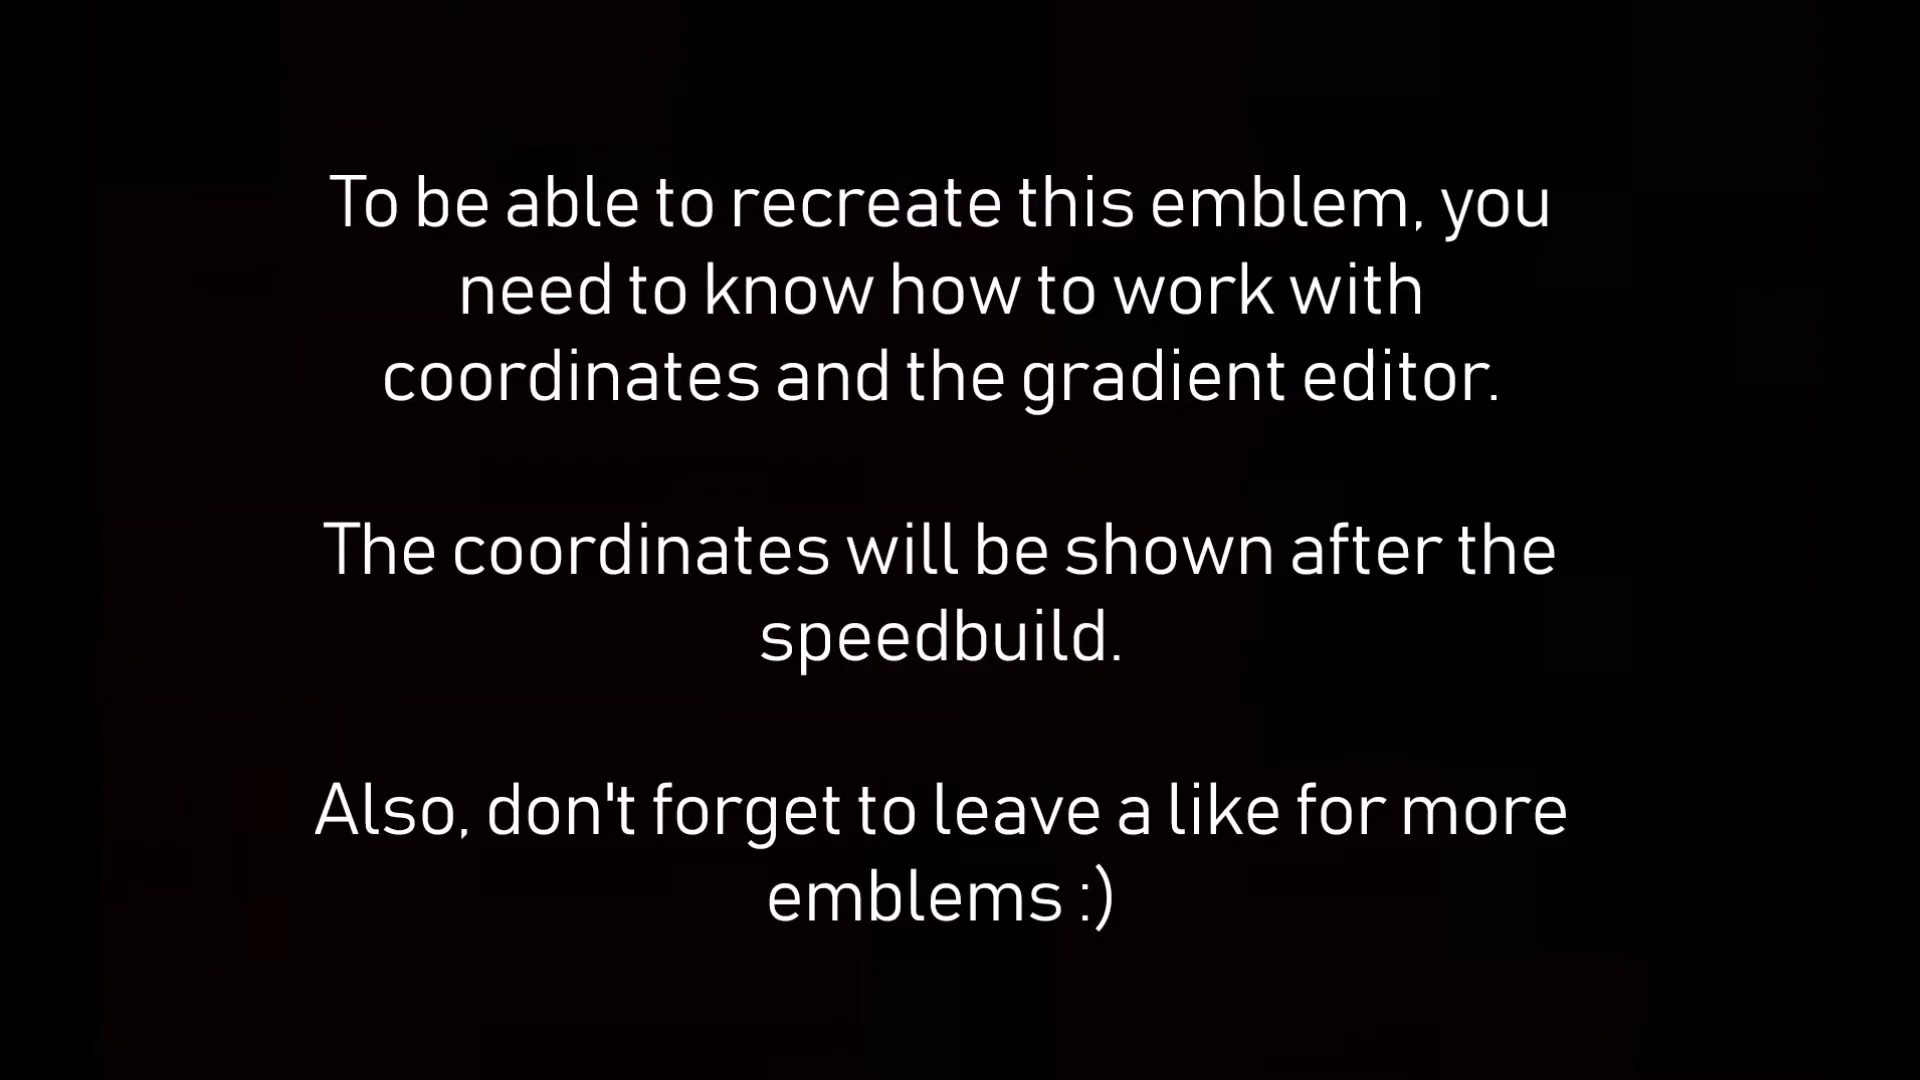 To be able to recreate this emblem, you
need to know how to work with
coordinates and the gradient editor.
The coordinates will be shown after the
speedbuild.
Also, don't forget to leave a like for more
emblems :)